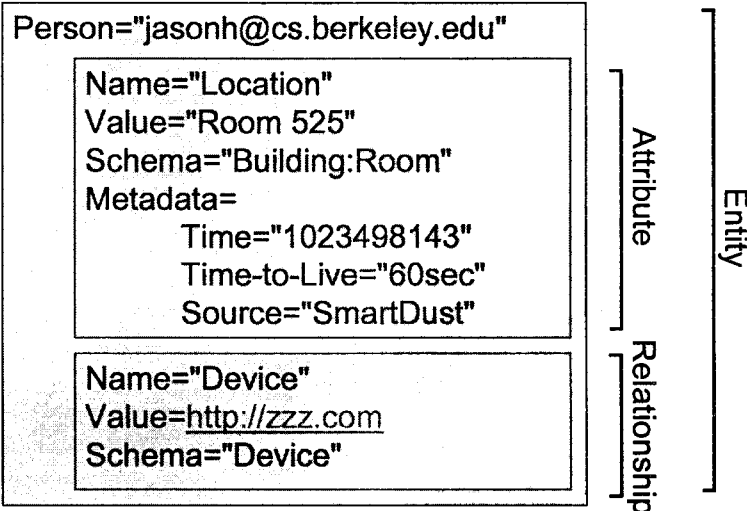 Person="jasonh@cs.berkeley.edu"
Name="Location"
Value="Room 525"
Schema="Building:Room"
Metadata=
Time="1023498143"
Time-to-Live="60sec"
Source="SmartDust"
Attribute
Name="Device"
Value=http://zzz.com
Schema="Device"
Relationship
Entity